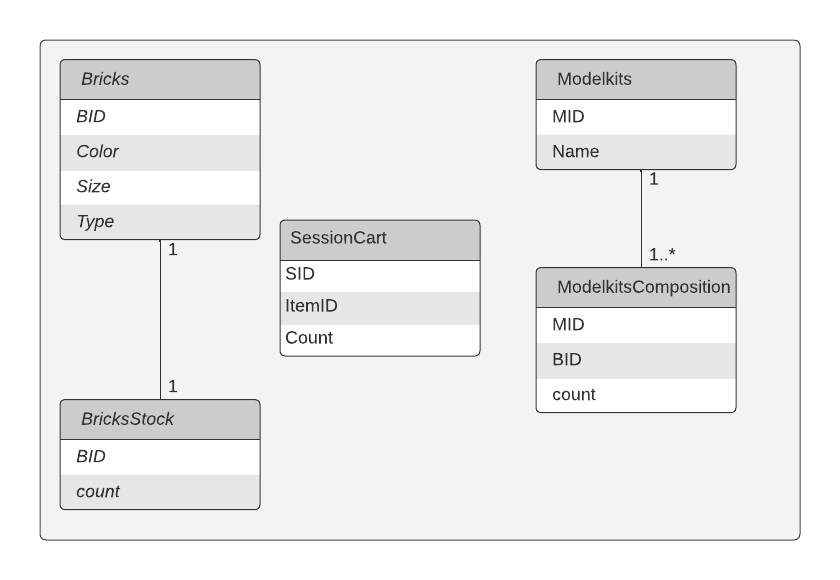 Bricks
BID
Color
Size
Type
1
1
BricksStock
BID
count
SessionCart
SID
ItemID
Count
Modelkits
MID
Name
1
1..*
ModelkitsComposition
MID
BID
count